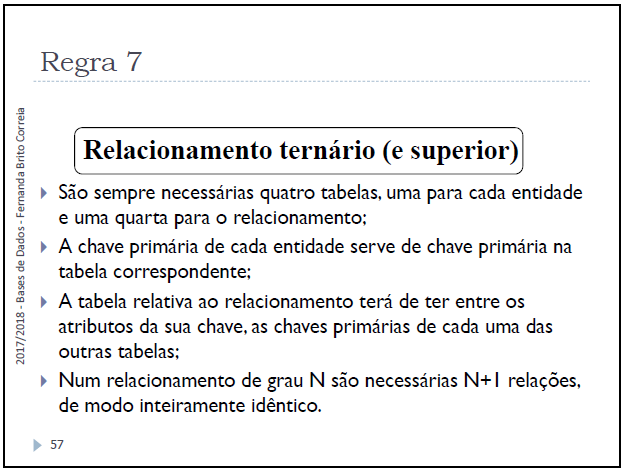 Regra 7
2017/2018 - Bases de Dados - Fernanda Brito Correia
Relacionamento ternário (e superior)
São sempre necessárias quatro tabelas, uma para cada entidade
e uma quarta para o relacionamento;
A chave primária de cada entidade serve de chave primária na
tabela correspondente;
A tabela relativa ao relacionamento terá de ter entre os
atributos da sua chave, as chaves primárias de cada uma das
outras tabelas;
Num relacionamento de grau N são necessárias N+1 relações,
de modo inteiramente idêntico.
57